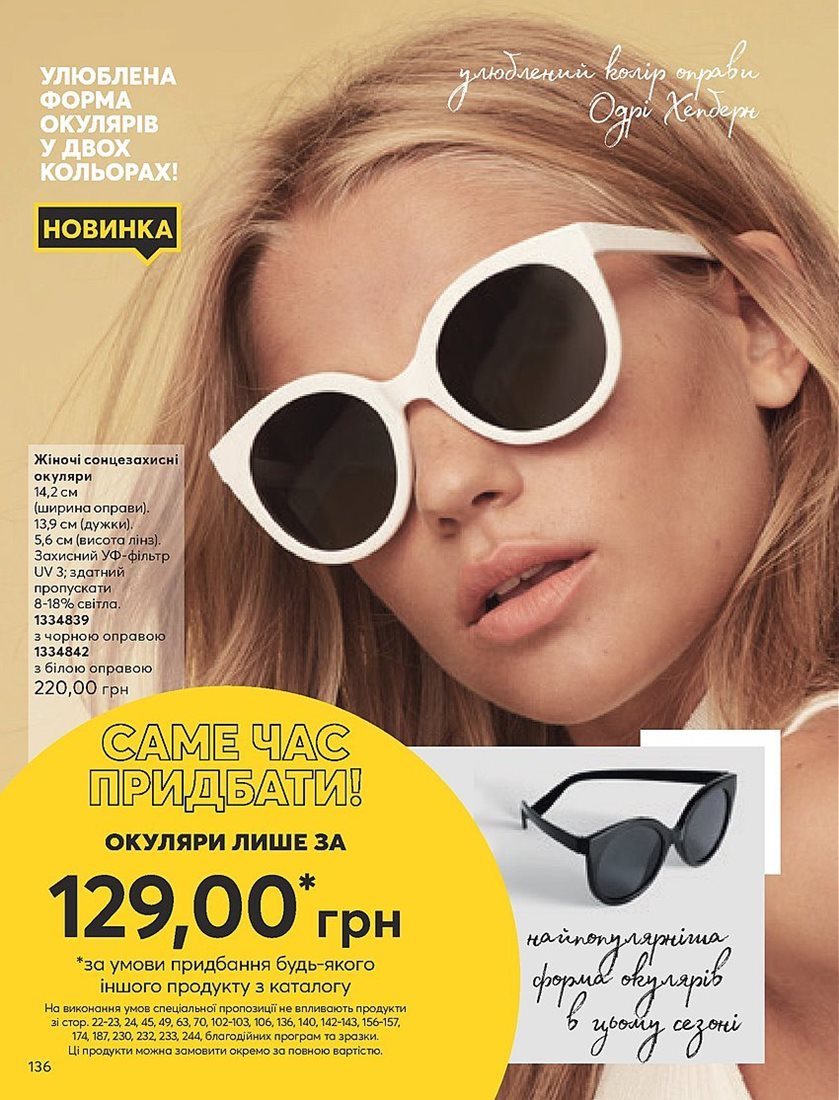 УЛЮБЛЕНА
ФОРМА
ОКУЛЯРІВ
У ДВОХ
КОЛЬОРАХ!
НОВИНКА
улюблений колір оправи
Одрі Хепберн
Жіночі сонцезахисні
окуляри
14,2 см
(ширина оправи).
13,9 см (дужки).
5,6 см (висота лінз).
Захисний УФ-фільтр
UV 3; здатний
пропускати
8-18% світла.
1334839
з чорною оправою
1334842
з білою оправою
220,00 грн
САМЕ ЧАС
ПРИДБАТИ!
ОКУЛЯРИ ЛИШЕ ЗА
129,00* грн
*за умови придбання будь-якого
іншого продукту з каталогу
На виконання умов спеціальної пропозиції не впливають продукти
зі стор. 22-23, 24, 45, 49, 63, 70, 102-103, 106, 136, 140, 142-143, 156-157,
174, 187, 230, 232, 233, 244, благодійних програм та зразки.
Ці продукти можна замовити окремо за повною вартістю.
найпопулярніша
форма окулярів
в цьому сезоні
136